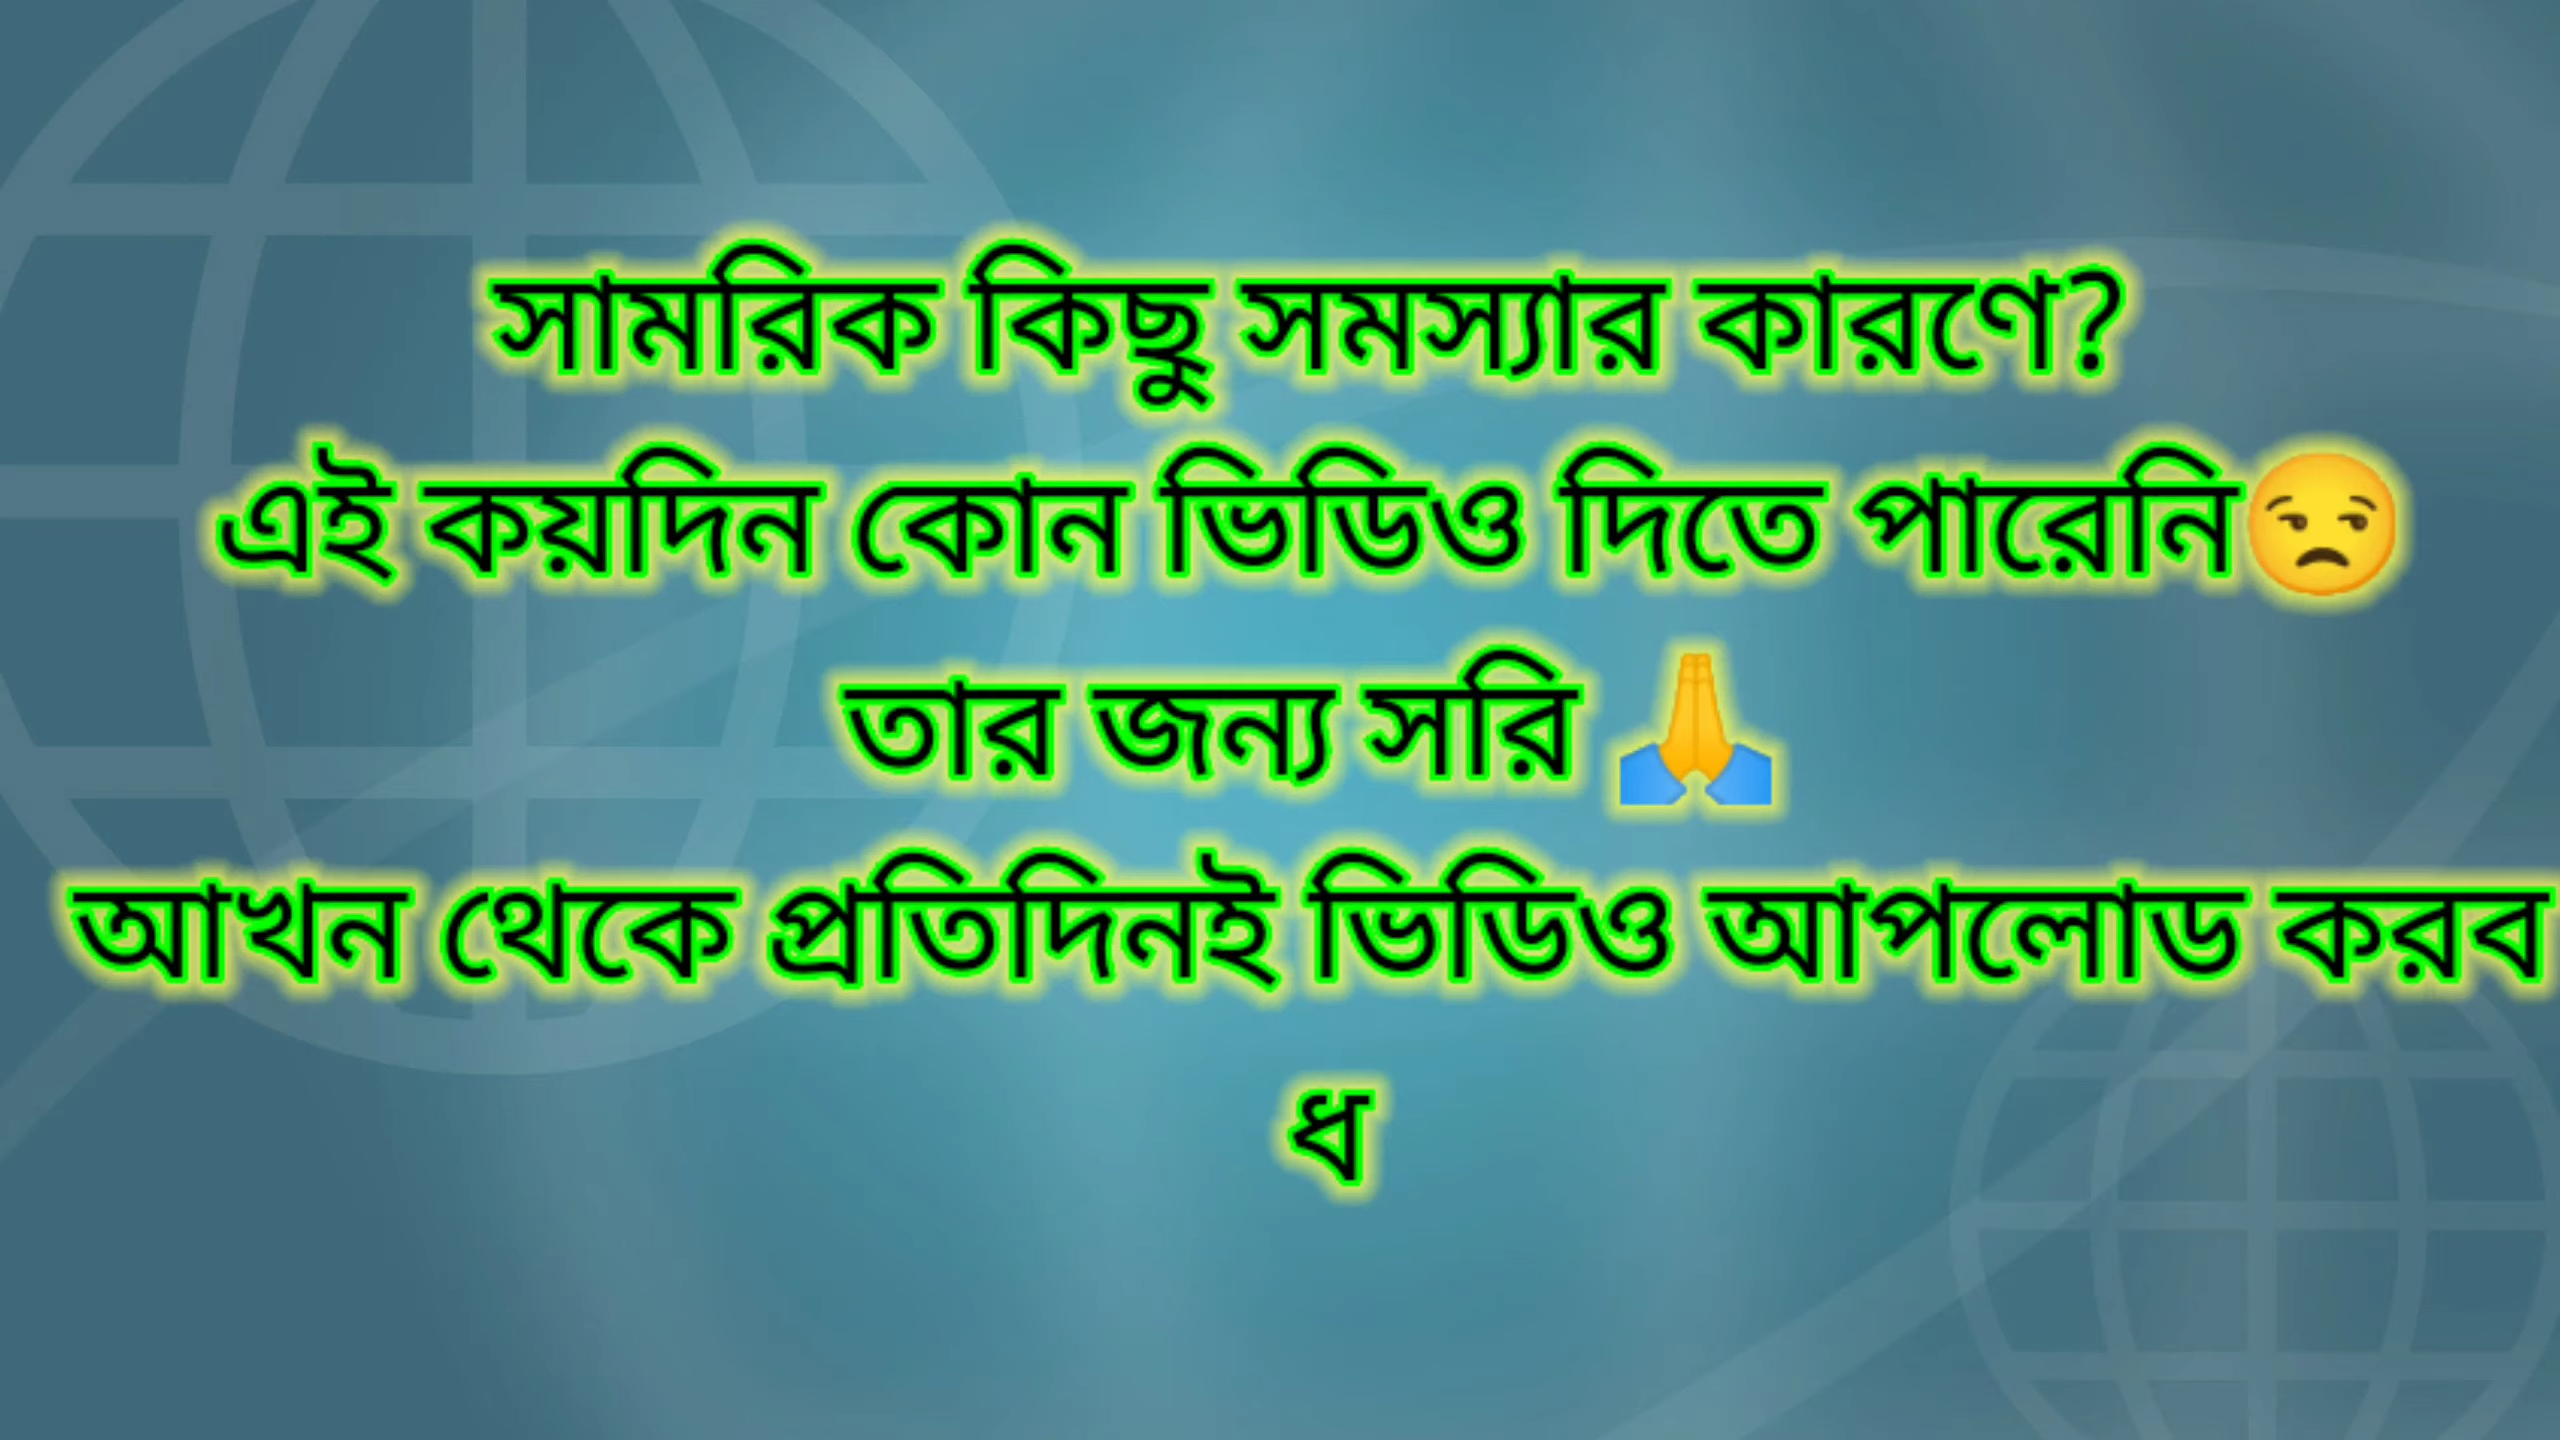 সামরিক কিছু সমস্যার কারণে?
এই কয়দিন কোন ভিডিও দিতে পারেনি😒
তার জন্য সরি 🙏
আখন থেকে প্রতিদিনই ভিডিও আপলোড করব
ধ